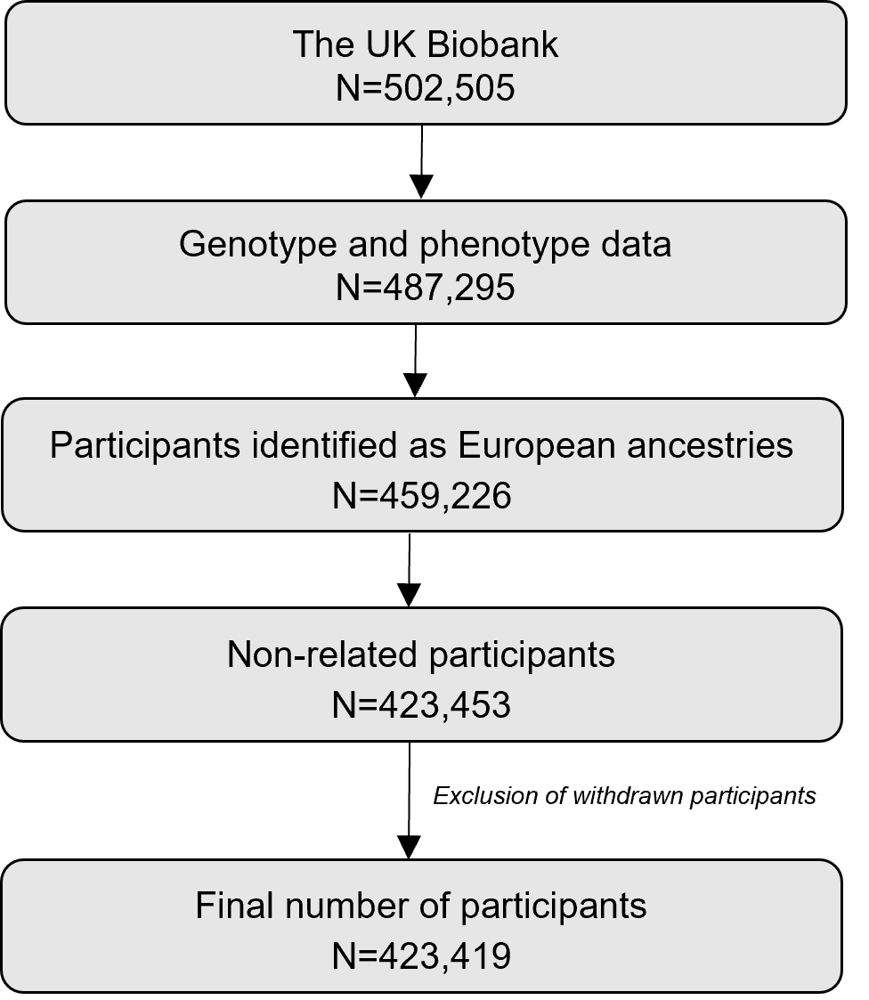 The UK Biobank
N=502,505
Genotype and phenotype data
N=487,295
Participants identified as European ancestries
N=459,226
Non-related participants
N=423,453
Exclusion of withdrawn participants
Final number of participants
N=423,419